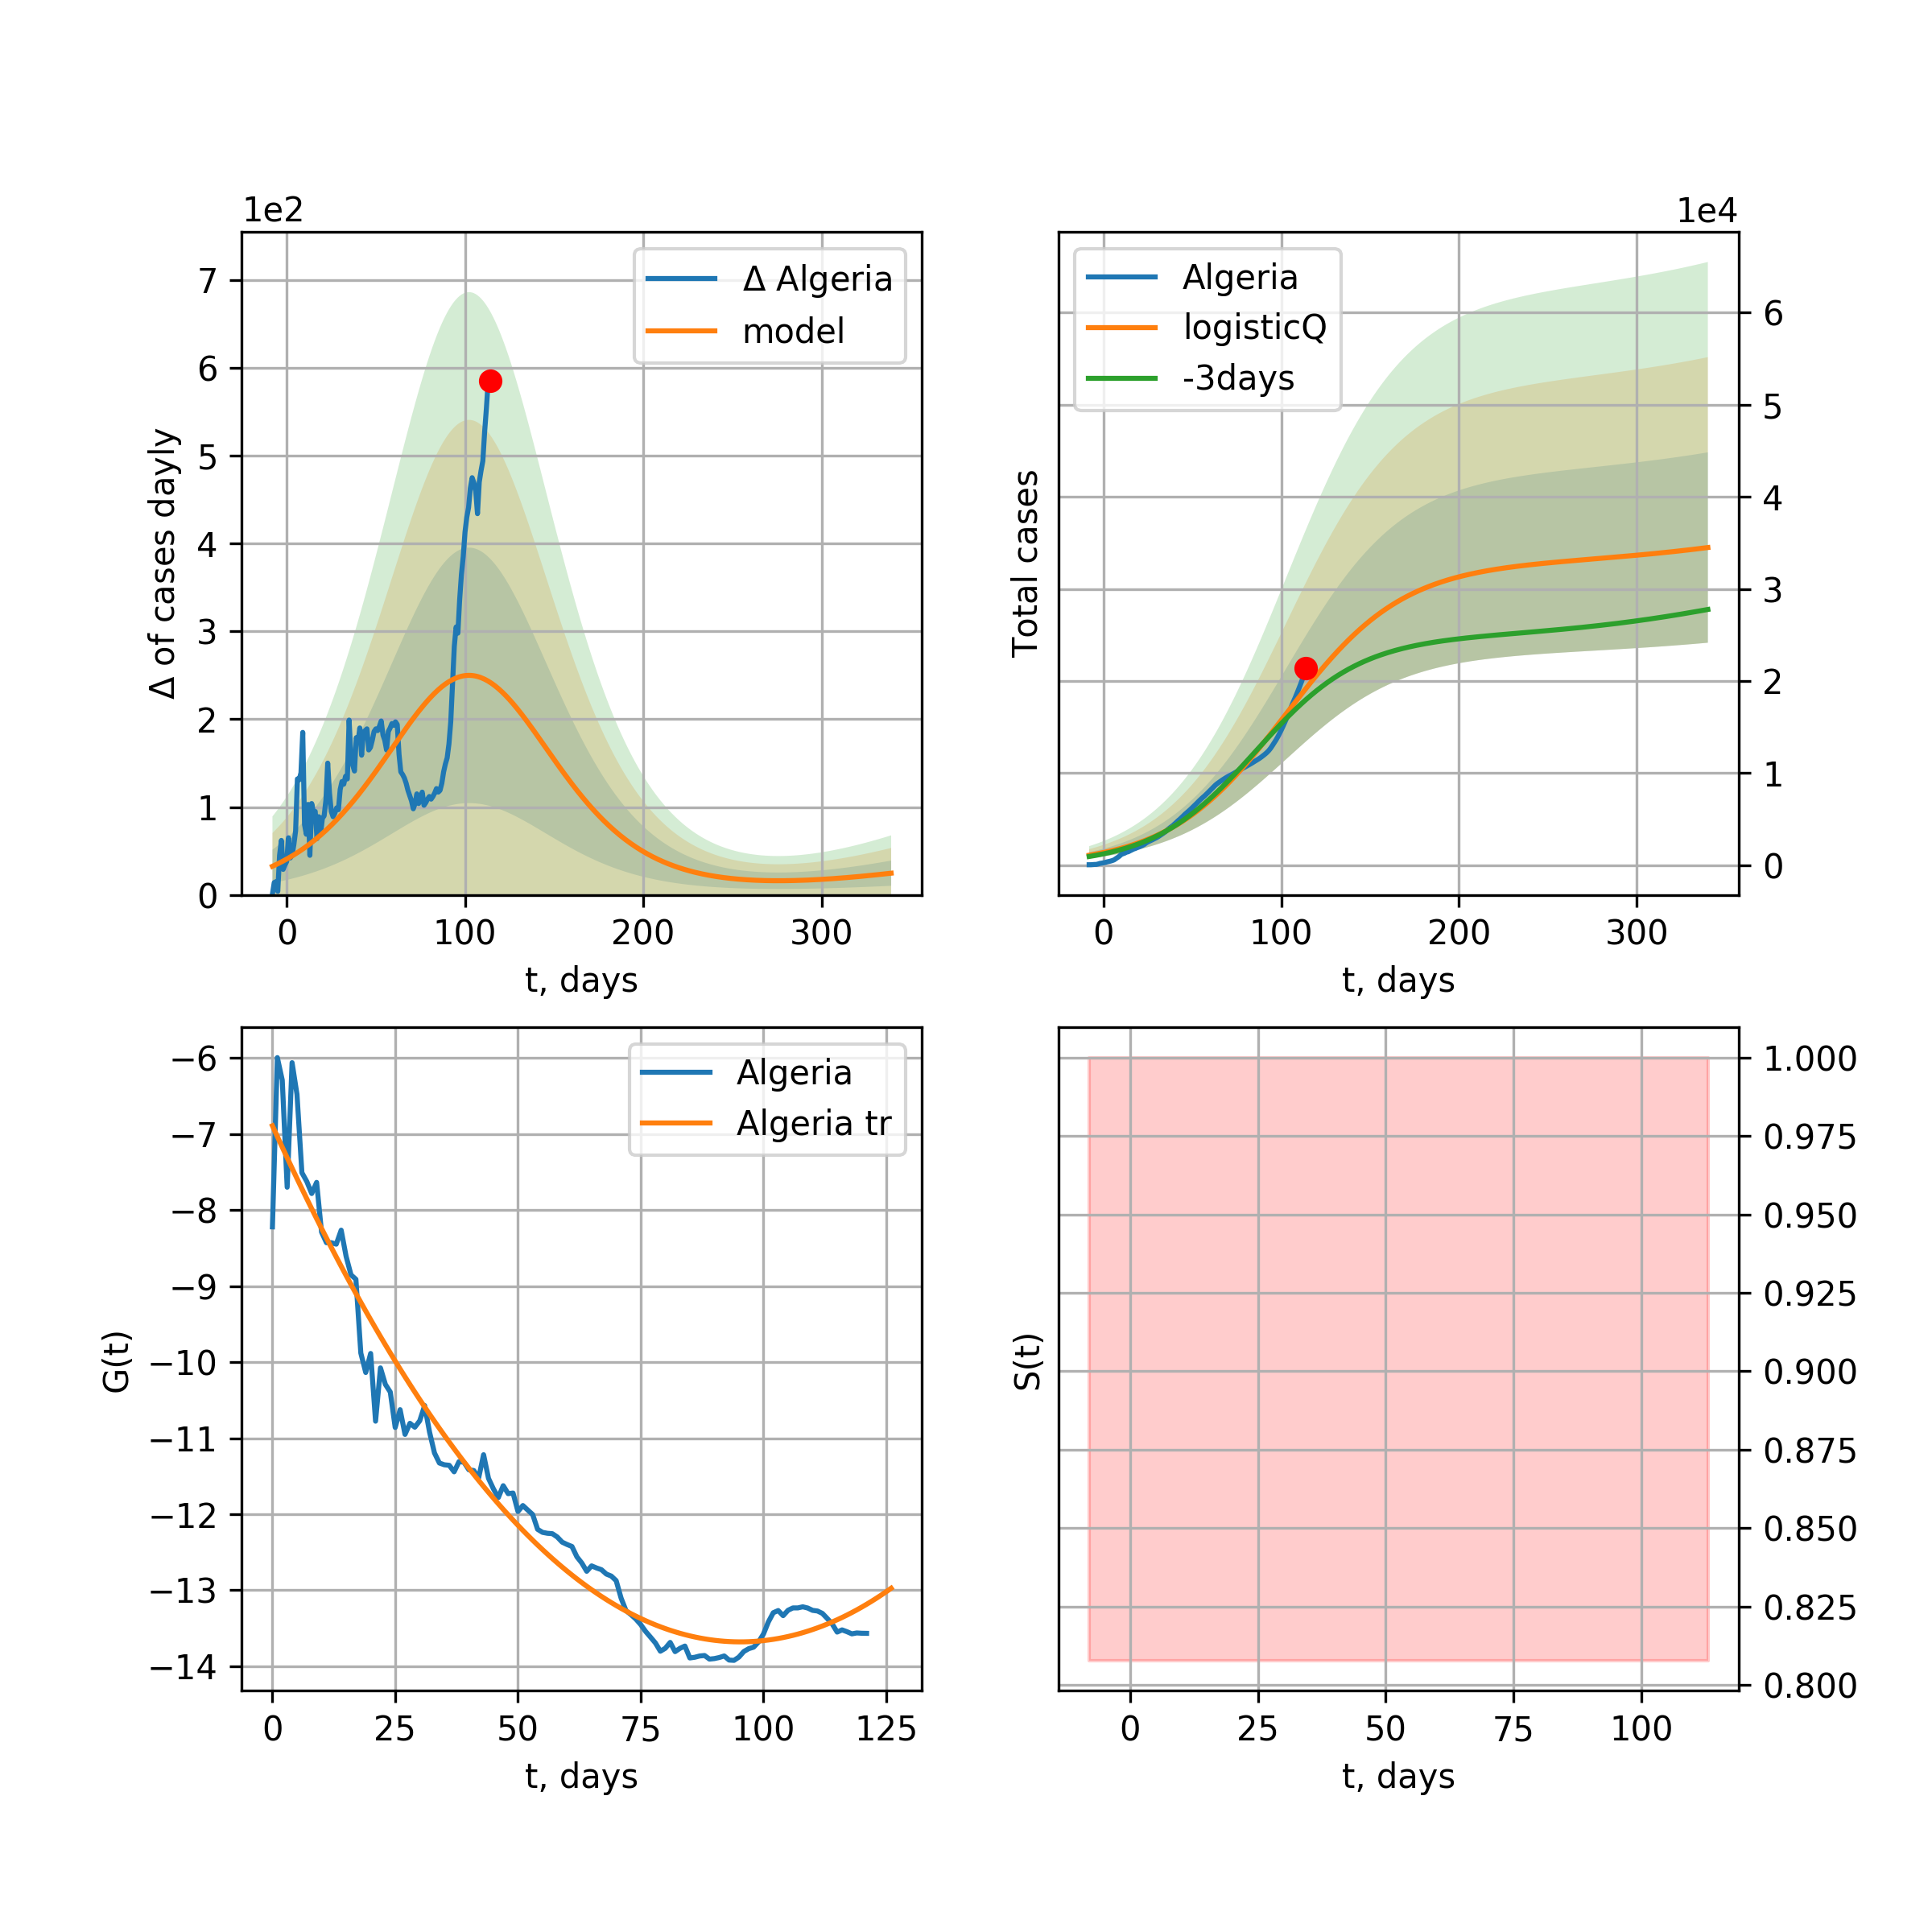 1e2
Δ of cases dayly
7
6
5
4
3
2
1
0
Δ Algeria
model
0 100 200 300
t, days
1e4
Total cases
Algeria
logisticQ
-3days
6
5
4
3
2
1
0
0 100 200 300
t, days
G(t)
−6
−7
−8
−9
−10
−11
−12
−13
−14
Algeria
Algeria tr
0 25 50 75 100 125
t, days
S(t)
1.000
0.975
0.950
0.925
0.900
0.875
0.850
0.825
0.800
0 25 50 75 100
t, days